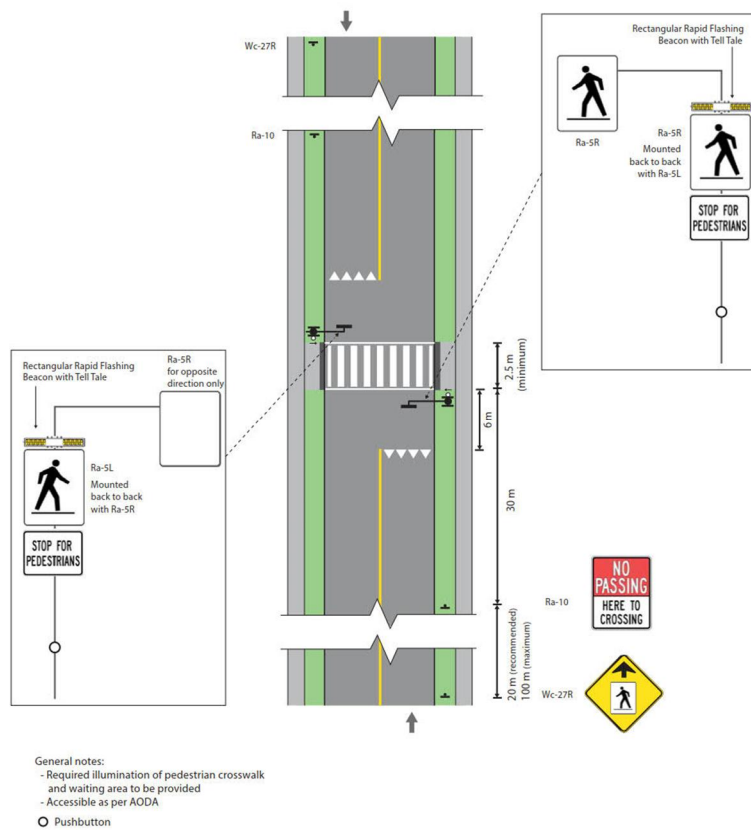 Wc-27R
Ra-10
Rectangular Rapid Flashing
Beacon with Tell Tale
Ra-5R
Ra-5R
Mounted
back to back
with Ra-5L
STOP FOR
PEDESTRIANS
Rectangular Rapid Flashing
Beacon with Tell Tale
Ra-5R
for opposite
direction only
Ra-5L
Mounted
back to back
with Ra-5R
STOP FOR
PEDESTRIANS
2.5 m
(minimum)
6 m
30 m
20 m (recommended)
100 m (maximum)
Ra-10
NO
PASSING
HERE TO
CROSSING
Wc-27R
General notes:
- Required illumination of pedestrian crosswalk
and waiting area to be provided
- Accessible as per AODA
Pushbutton